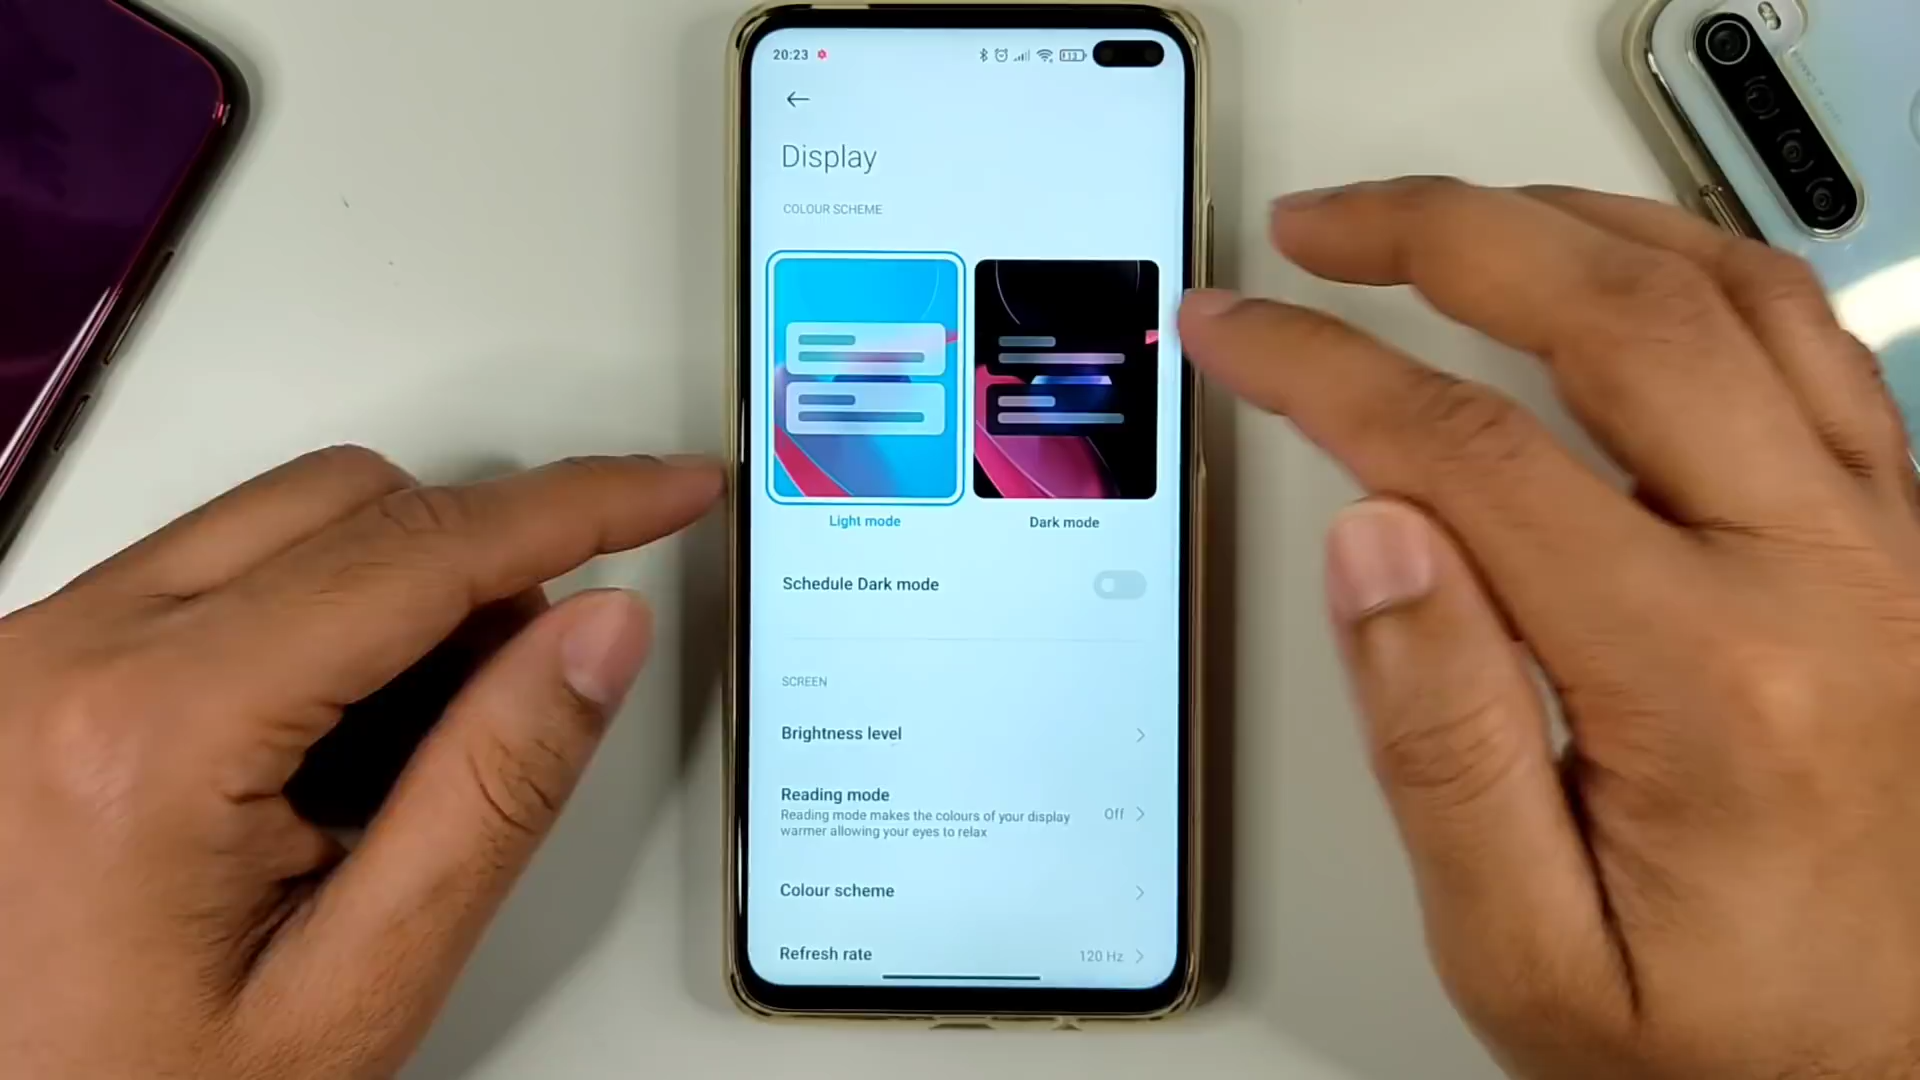 20:23
13
Display
COLOUR SCHEME
Light mode
Dark mode
Schedule Dark mode
SCREEN
Brightness level
Reading mode
Off
Reading mode makes the colours of your display
warmer allowing your eyes to relax
Colour scheme
Refresh rate
120 Hz